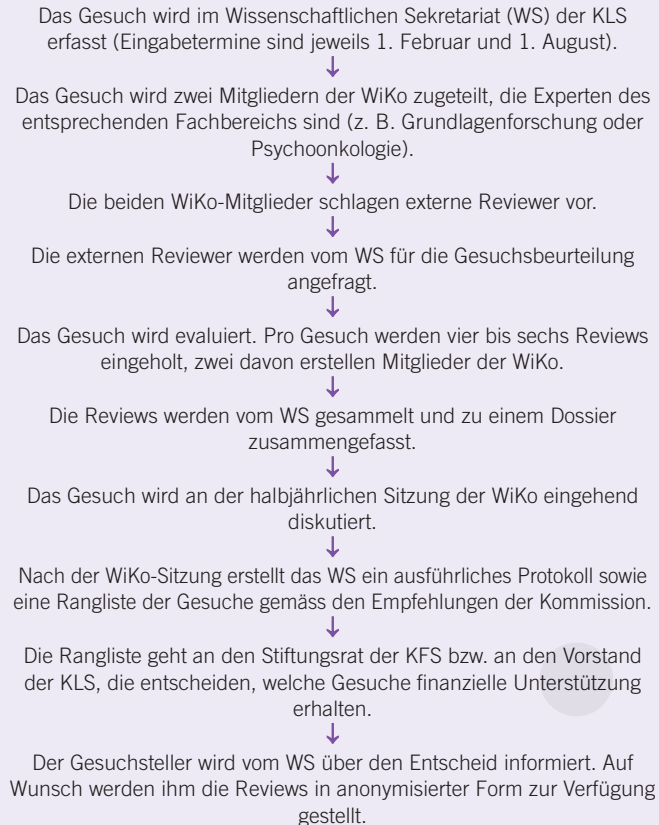 Das Gesuch wird im Wissenschaftlichen Sekretariat (WS) der KLS
erfasst (Eingabetermine sind jeweils 1. Februar und 1. August).
↓
Das Gesuch wird zwei Mitgliedern der WiKo zugeteilt, die Experten des
entsprechenden Fachbereichs sind (z. B. Grundlagenforschung oder
Psychoonkologie).
↓
Die beiden WiKo-Mitglieder schlagen externe Reviewer vor.
↓
Die externen Reviewer werden vom WS für die Gesuchsbeurteilung
angefragt.
↓
Das Gesuch wird evaluiert. Pro Gesuch werden vier bis sechs Reviews
eingeholt, zwei davon erstellen Mitglieder der WiKo.
↓
Die Reviews werden vom WS gesammelt und zu einem Dossier
zusammengefasst.
↓
Das Gesuch wird an der halbjährlichen Sitzung der WiKo eingehend
diskutiert.
↓
Nach der WiKo-Sitzung erstellt das WS ein ausführliches Protokoll sowie
eine Rangliste der Gesuche gemäss den Empfehlungen der Kommission.
↓
Die Rangliste geht an den Stiftungsrat der KFS bzw. an den Vorstand
der KLS, die entscheiden, welche Gesuche finanzielle Unterstützung
erhalten.
↓
Der Gesuchsteller wird vom WS über den Entscheid informiert. Auf
Wunsch werden ihm die Reviews in anonymisierter Form zur Verfügung
gestellt.